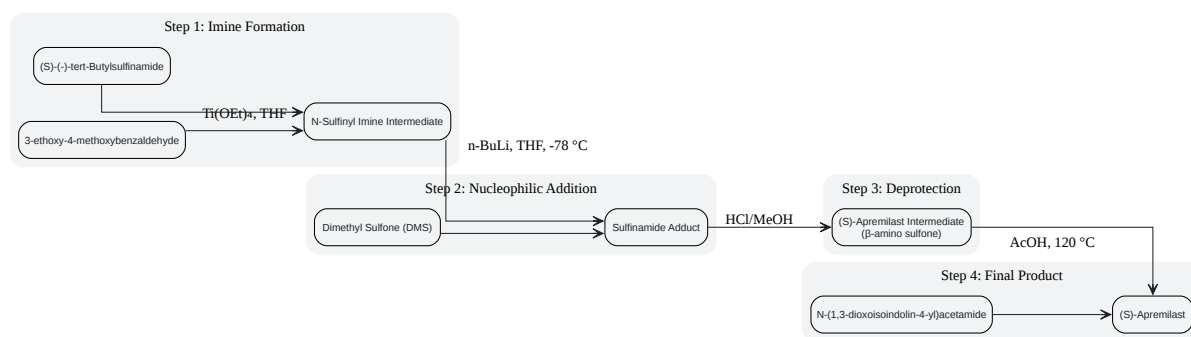 Step 1: Imine Formation
(S)-(-)-tert-Butylsulfinamide
Ti(OEt)₄, THF
N-Sulfinyl Imine Intermediate
3-ethoxy-4-methoxybenzaldehyde
n-BuLi, THF, -78 °C
Step 2: Nucleophilic Addition
Dimethyl Sulfone (DMS)
Sulfinamide Adduct
HCl/MeOH
Step 3: Deprotection
(S)-Apremilast Intermediate
(β-amino sulfone)
AcOH, 120 °C
Step 4: Final Product
N-(1,3-dioxoisoindolin-4-yl)acetamide
(S)-Apremilast